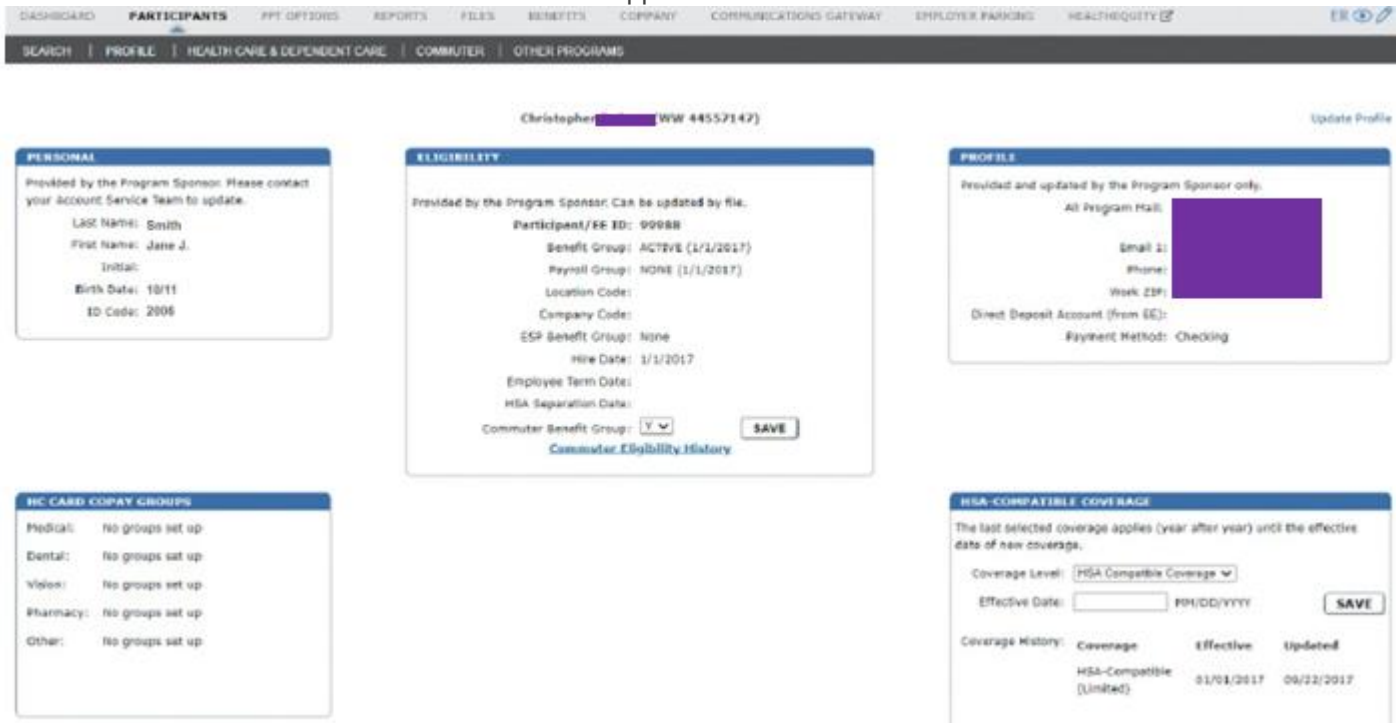 DASHBOARD PARTICIPANTS PPT OPTIONS REPORTS FILES BENEFITS COMPANY COMMUNICATIONS GATEWAY EMPLOYER PARKING HEALTHEQUITY ER
SEARCH | PROFILE | HEALTH CARE & DEPENDENT CARE | COMMUTER | OTHER PROGRAMS
Christopher (WW 44557147)
Update Profile
PERSONAL
Provided by the Program Sponsor. Please contact
your Account Service Team to update.
Last Name: Smith
First Name: Jane J.
Initial:
Birth Date: 10/11
ID Code: 2006
ELIGIBILITY
Provided by the Program Sponsor. Can be updated by file.
Participant/EE ID: 99988
Benefit Group: ACTIVE (1/1/2017)
Payroll Group: NONE (1/1/2017)
Location Code:
Company Code:
ESP Benefit Group: None
Hire Date: 1/1/2017
Employee Term Date:
HSA Separation Date:
Commuter Benefit Group: Y SAVE
Commuter Eligibility History
PROFILE
Provided and updated by the Program Sponsor only.
All Program Mail:
Email 1:
Phone:
Work ZIP:
Direct Deposit Account (from EE):
Payment Method: Checking
HC CARD COPAY GROUPS
Medical: No groups set up
Dental: No groups set up
Vision: No groups set up
Pharmacy: No groups set up
Other: No groups set up
HSA-COMPATIBLE COVERAGE
The last selected coverage applies (year after year) until the effective
date of new coverage.
Coverage Level: HSA Compatible Coverage
Effective Date: MM/DD/YYYY SAVE
Coverage History: Coverage Effective Updated
HSA-Compatible
(Limited) 01/01/2017 09/22/2017